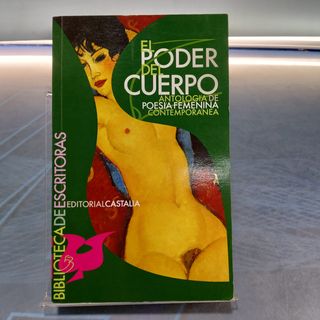 EL
PODER
DEL
CUERPO
ANTOLOGÍA DE
POESÍA FEMENINA
CONTEMPORÁNEA
EDITORIAL CASTALIA
BIBLIOTECA DE ESCRITORAS